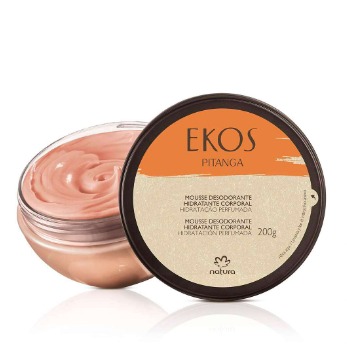 EKOS
PITANGA
MOUSSE DESODORANTE
HIDRATANTE CORPORAL
HIDRATAÇÃO PERFUMADA
MOUSSE DESODORANTE
HIDRATANTE CORPORAL
HIDRATACIÓN PERFUMADA
200g
natura